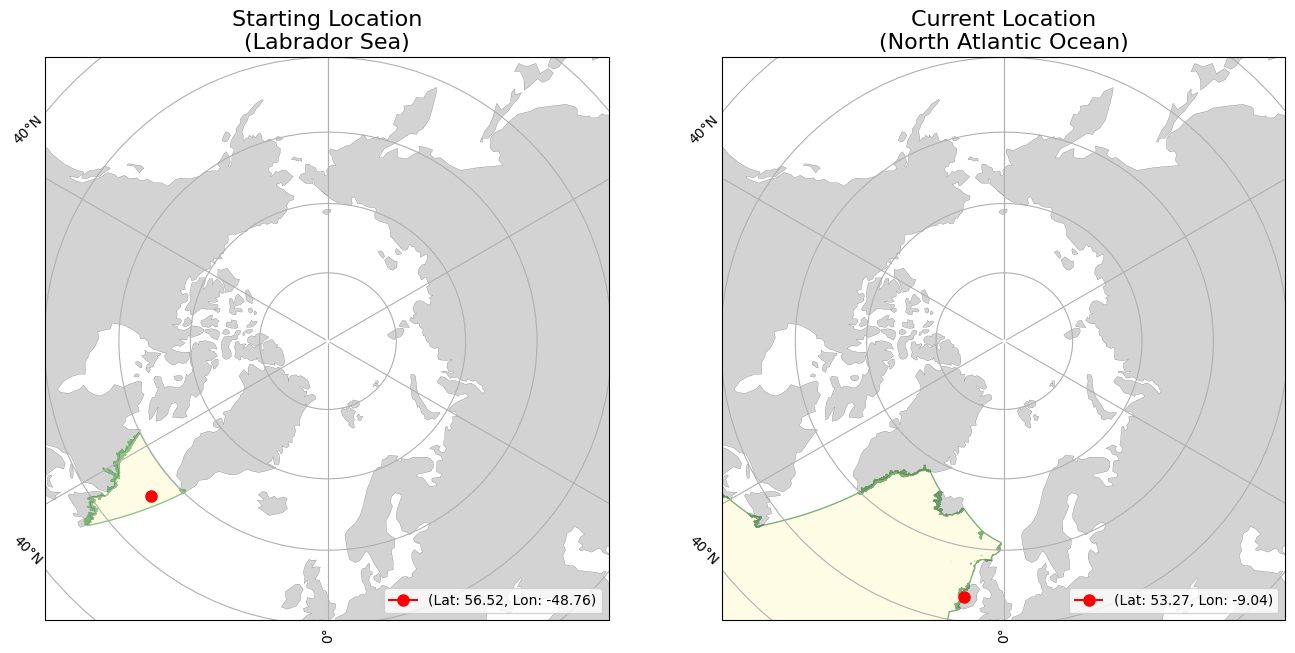 Starting Location
(Labrador Sea)
40°N
40°N
0°
(Lat: 56.52, Lon: -48.76)
Current Location
(North Atlantic Ocean)
40°N
40°N
0°
(Lat: 53.27, Lon: -9.04)